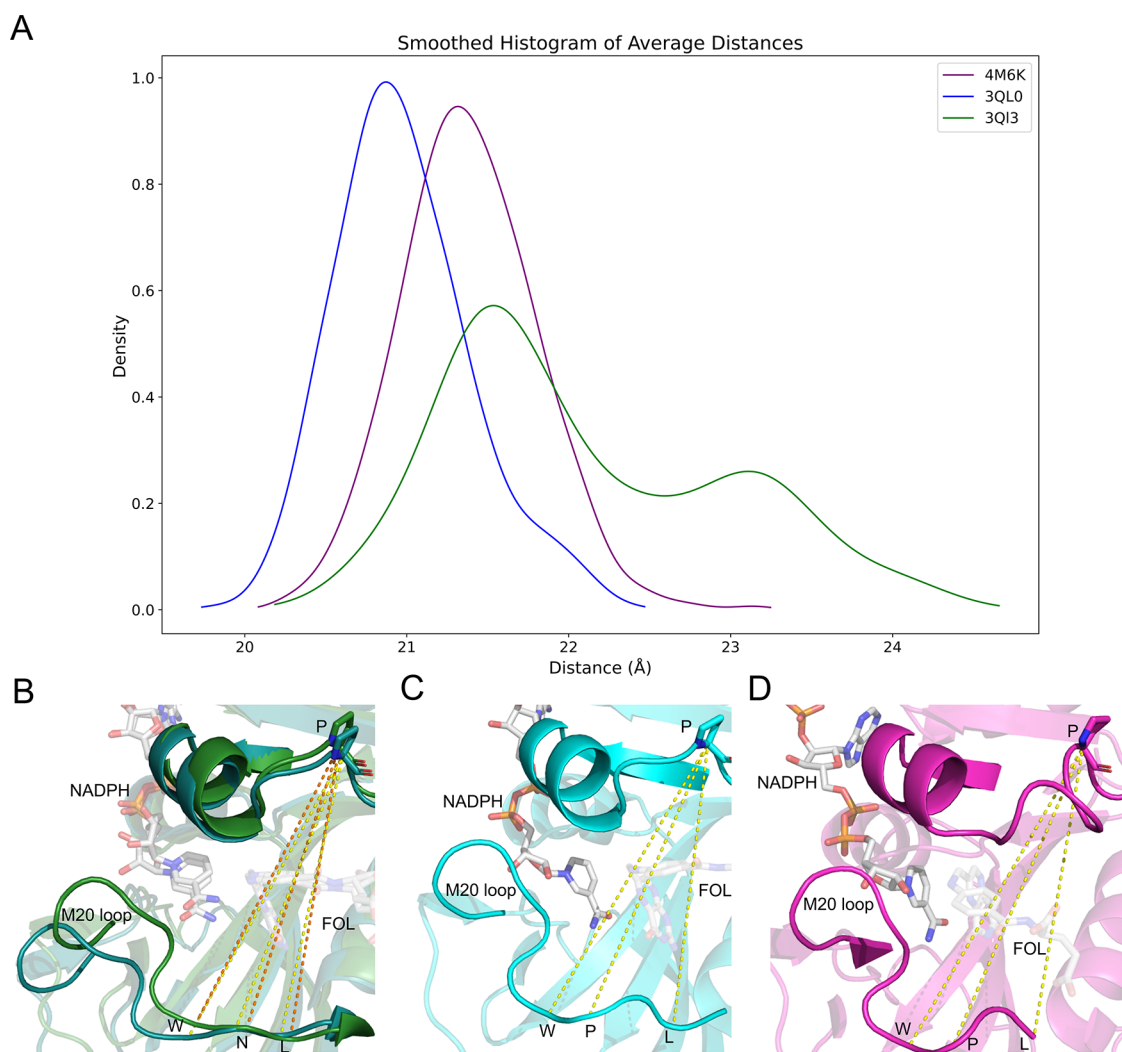 A
Smoothed Histogram of Average Distances
4M6K
3QL0
3QI3
1.0
0.8
0.6
0.4
0.2
0.0
Density
20
21
22
23
24
Distance (Å)
B
P
NADPH
M20 loop
FOL
W
N
L
C
P
NADPH
M20 loop
FOL
W
P
L
D
P
NADPH
M20 loop
FOL
W
P
L